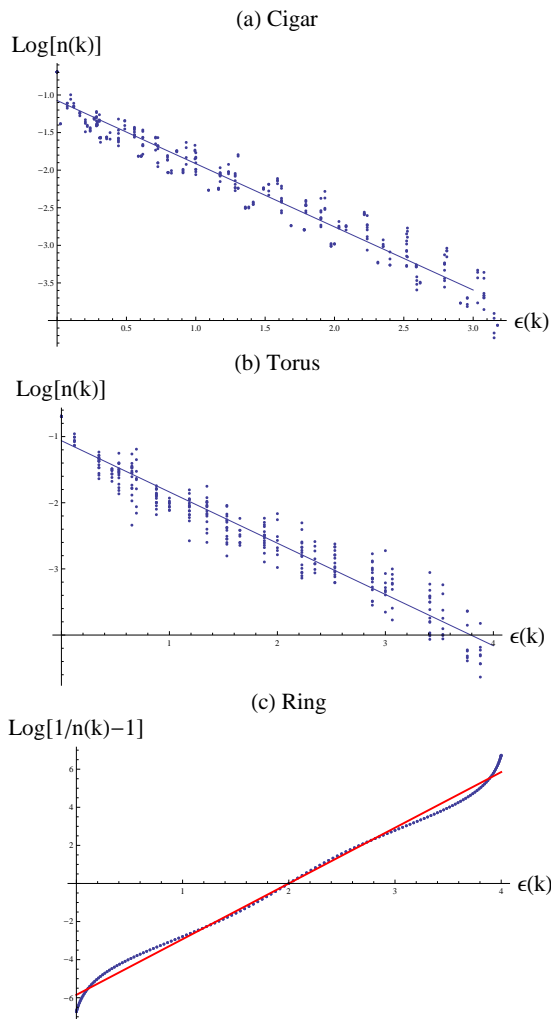 (a) Cigar
Log[n(k)]
−1.0
−1.5
−2.0
−2.5
−3.0
−3.5
0.5 1.0 1.5 2.0 2.5 3.0 ϵ(k)
(b) Torus
Log[n(k)]
−1
−2
−3
1 2 3 4 ϵ(k)
(c) Ring
Log[1/n(k)−1]
6
4
2
1 2 3 4 ϵ(k)
−2
−4
−6